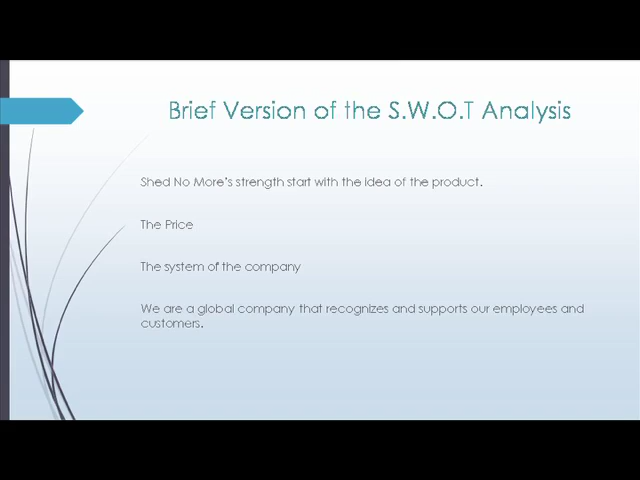 Brief Version of the S.W.O.T Analysis
Shed No More's strength start with the idea of the product.
The Price
The system of the company
We are a global company that recognizes and supports our employees and
customers.